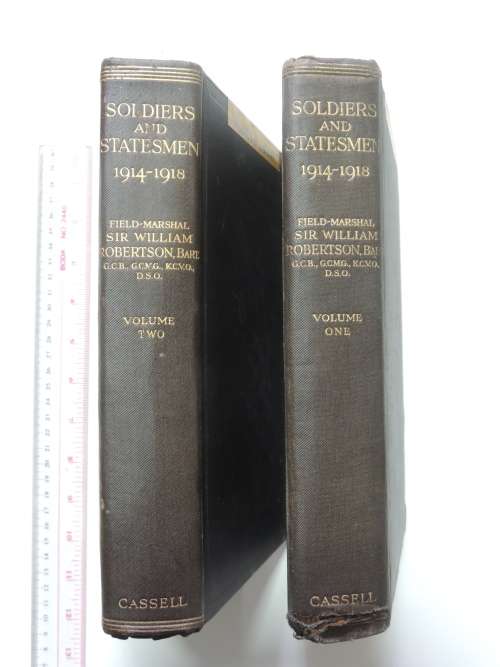 SOLDIERS
AND
STATESMEN
1914-1918
FIELD-MARSHAL
SIR WILLIAM
ROBERTSON, BART.
G.C.B., G.C.M.G., K.C.V.O.,
D.S.O.
VOLUME
TWO
CASSELL
SOLDIERS
AND
STATESMEN
1914-1918
FIELD-MARSHAL
SIR WILLIAM
ROBERTSON, BA
G.C.B., G.C.M.G., K.C.V.O.,
D.S.O.
VOLUME
ONE
CASSELL